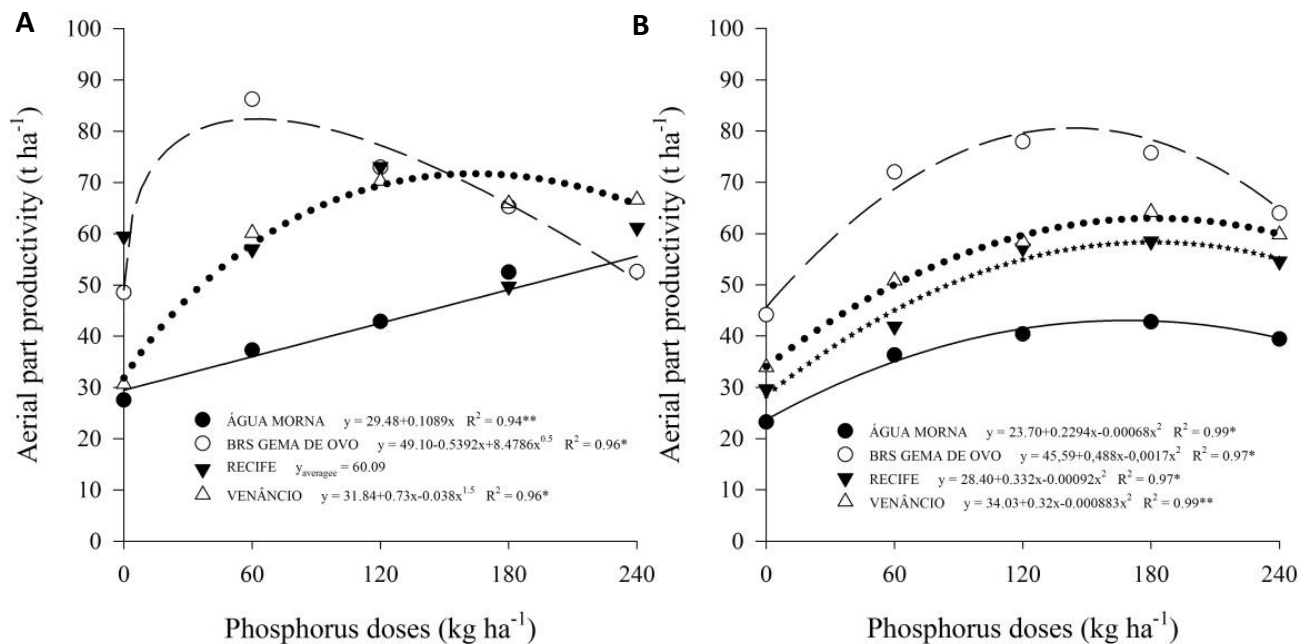 A
Aerial part productivity (t ha⁻¹)
100
90
80
70
60
50
40
30
20
10
0
ÁGUA MORNA y = 29.48+0.1089x R² = 0.94**
BRS GEMA DE OVO y = 49.10-0.5392x+8.4786x⁰·⁵ R² = 0.96*
RECIFE y averagee = 60.09
VENÂNCIO y = 31.84+0.73x-0.038x¹·⁵ R² = 0.96*
0 60 120 180 240
Phosphorus doses (kg ha⁻¹)
B
Aerial part productivity (t ha⁻¹)
100
90
80
70
60
50
40
30
20
10
0
ÁGUA MORNA y = 23.70+0.2294x-0.00068x² R² = 0.99*
BRS GEMA DE OVO y = 45,59+0,488x-0,0017x² R² = 0.97*
RECIFE y = 28.40+0.332x-0.00092x² R² = 0.97*
VENÂNCIO y = 34.03+0.32x-0.000883x² R² = 0.99**
0 60 120 180 240
Phosphorus doses (kg ha⁻¹)